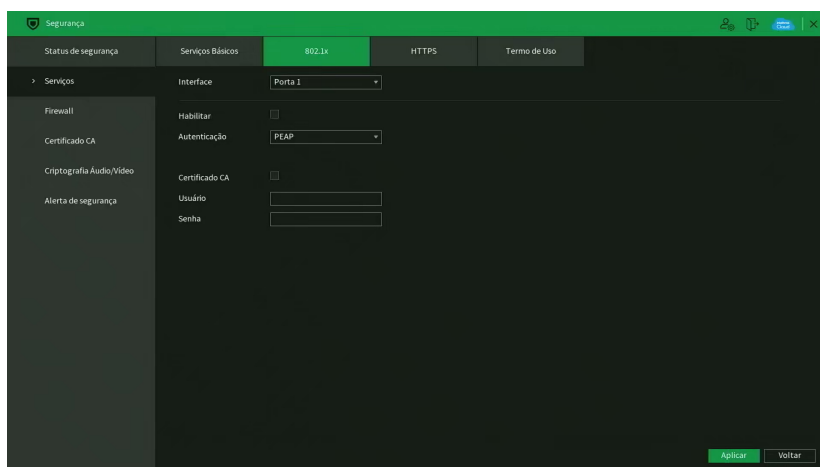 Segurança
Cloud
Status de segurança
Serviços Básicos
802.1x
HTTPS
Termo de Uso
> Serviços
Firewall
Certificado CA
Criptografia Áudio/Vídeo
Alerta de segurança
Interface
Porta 1
Habilitar
Autenticação
PEAP
Certificado CA
Usuário
Senha
Aplicar
Voltar